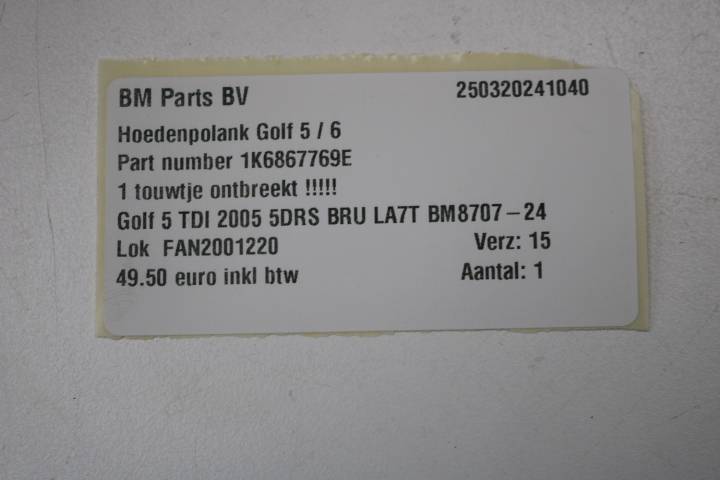 BM Parts BV 250320241040
Hoedenpolank Golf 5 / 6
Part number 1K6867769E
1 touwtje ontbreekt !!!!!
Golf 5 TDI 2005 5DRS BRU LA7T BM8707-24
Lok FAN2001220 Verz: 15
49.50 euro inkl btw Aantal: 1